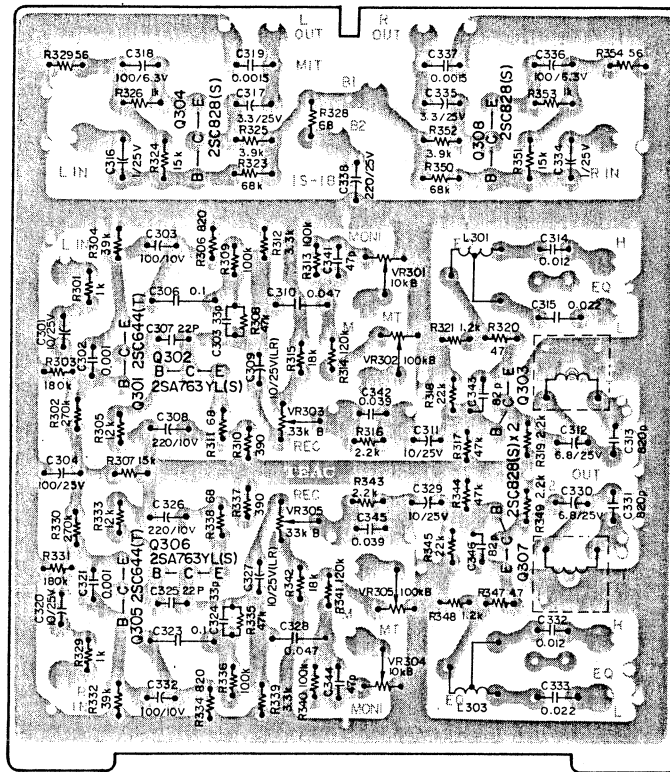 L OUT
R OUT
R329 56
C318
100/6.3V
R326 1k
Q304
2SC828(S)
C319
0.0015
MIT
C317
3.3/25V
R325
3.9k
R323
68k
B1
R328
68
B2
C337
0.0015
C335
3.3/25V
R352
3.9k
R350
68k
Q308
2SC828(S)
C336
100/6.3V
R353 1k
R354 56
L IN
C316
1/25V
R324
15k
B C E
1S-18
C338
220/25V
B C E
R351
15k
C334
1/25V
R IN
L IN
R304
39k
C303
100/10V
R306 820
R309
100k
R312
3.3k
R313 100k
C341
47p
MONI
VR301
10kB
E
L301
C314
0.012
H
EQ
R301
1k
C306 0.1
C303 33p
R308
47k
C310 0.047
C315 0.022
L
C301
10/25V
C302
0.001
B C E
Q301 2SC644(T)
C307 22P
Q302
B C E
2SA763YL(S)
C309
10/25V(LR)
R315
18k
R314 120k
M
MT
VR302 100kB
R321 1.2k
R320
47
R303
180k
R302
270k
R305
12k
C308
220/10V
R311 68
R310
390
VR303
33k B
REC
C342
0.039
R316
2.2k
C311
10/25V
R318
22k
C343
82p
B C E
Q303
R317
47k
2SC828(S)x2
R319 2.2k
C312
6.8/25V
C313
820p
C304
100/25V
R307 15k
TEAC
OUT
R330
270k
R333
12k
C326
220/10V
R338 68
R337
390
REC
VR305
33k B
R343
2.2k
C345
0.039
C329
10/25V
R344
47k
R349 2.2k
C330
6.8/25V
C331
820p
R331
180k
C321
0.001
B C E
Q305 2SC644(T)
Q306
2SA763YL(S)
B C E
C325 22P
C327
10/25V(LR)
R342
18k
R341 120k
VR305 100kB
M
MT
R345
22k
C346
82p
E C B
Q307
C320
10/25V
C324 33p
R335
47k
R348 1.2k
R347 47
C323 0.1
C328
0.047
C332
0.012
H
EQ
R329
1k
R336
100k
VR304
10kB
R IN
R332
39k
C332
100/10V
R334 820
R339
3.3k
R340 100k
C344
47p
MONI
EQ
L303
C333
0.022
L